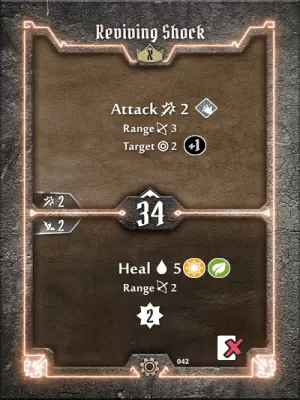 Reviving Shock
X
Attack 2
Range 3
Target 2 +1
2
34
2
Heal 5
Range 2
2
042